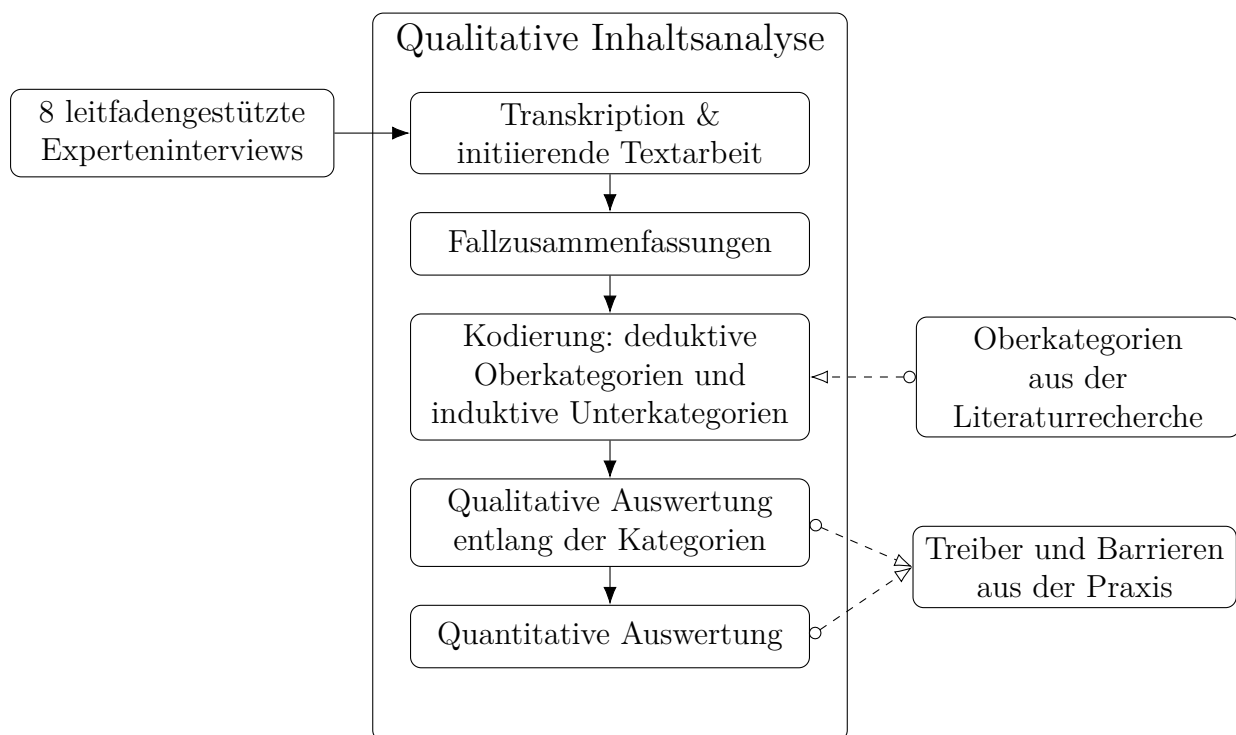 Qualitative Inhaltsanalyse
8 leitfadengestützte
Experteninterviews
Transkription &
initiierende Textarbeit
Fallzusammenfassungen
Kodierung: deduktive
Oberkategorien und
induktive Unterkategorien
Oberkategorien
aus der
Literaturrecherche
Qualitative Auswertung
entlang der Kategorien
Treiber und Barrieren
aus der Praxis
Quantitative Auswertung